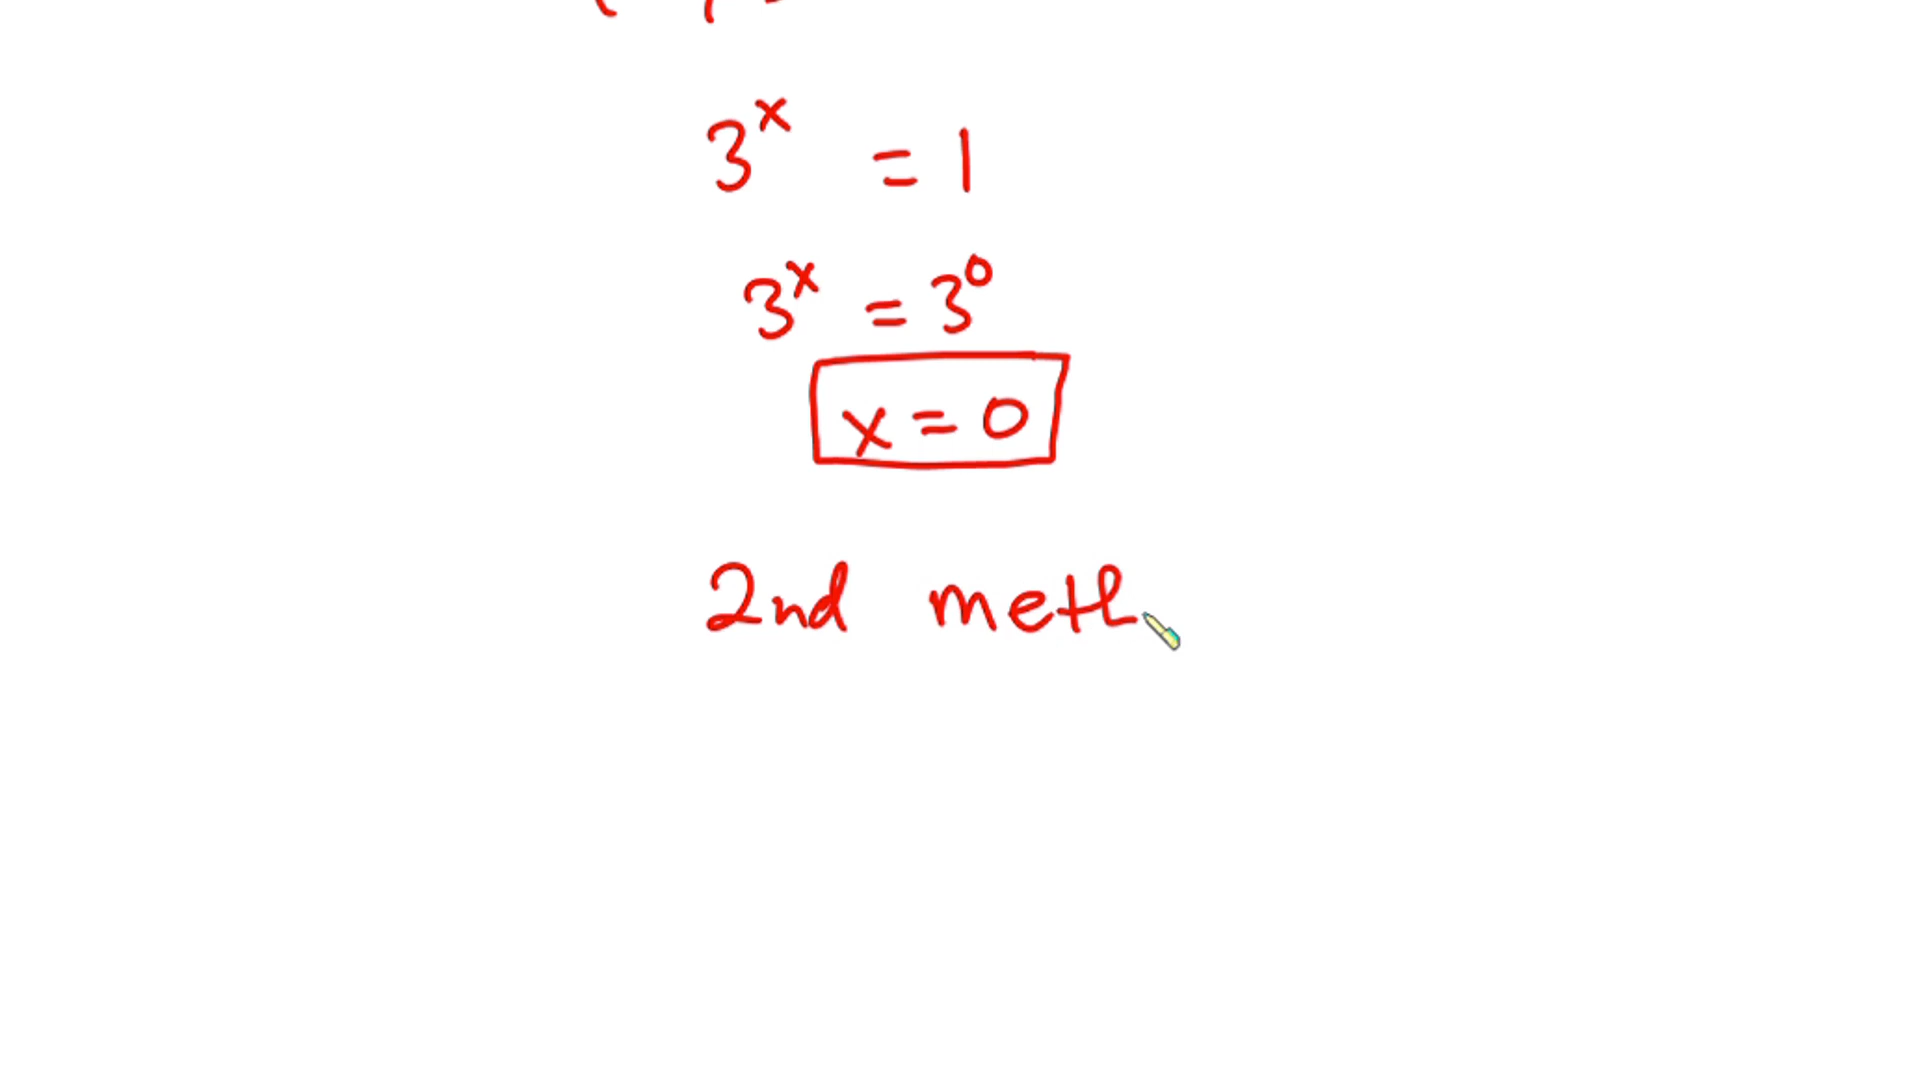 3^x = 1
3^x = 3^0
x = 0
2nd meth